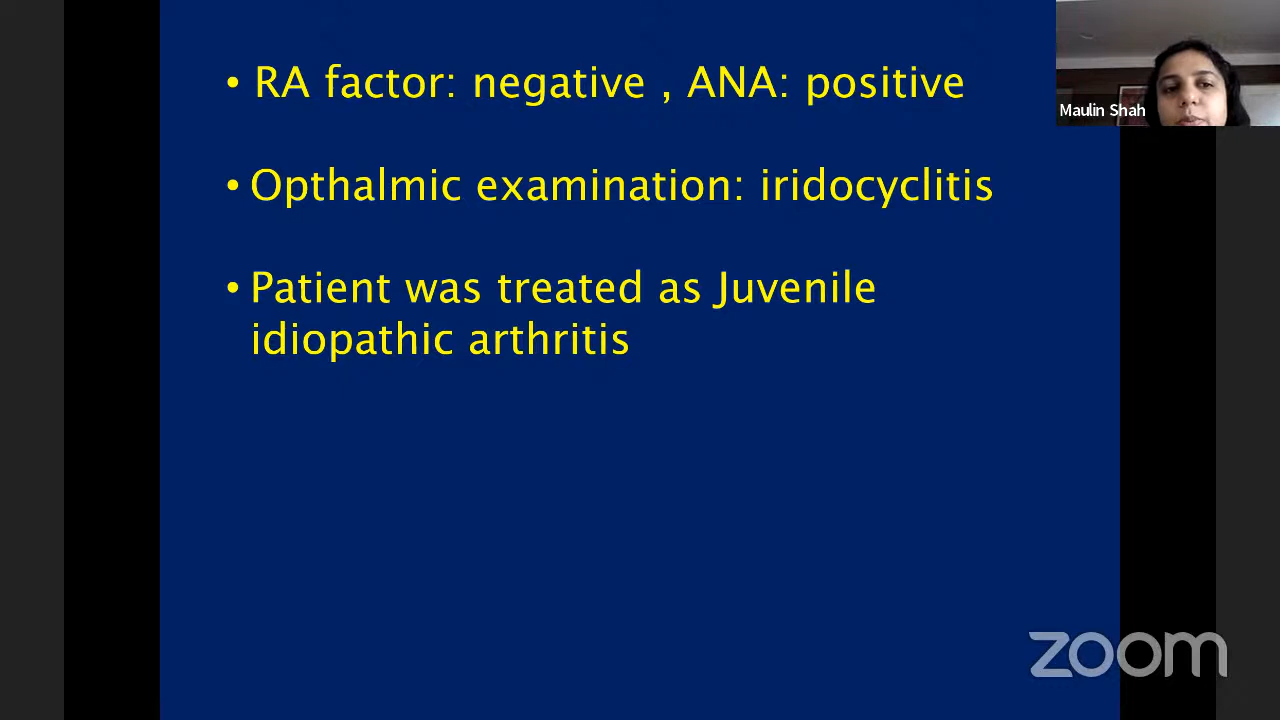 • RA factor: negative , ANA: positive
Maulin Shah
• Opthalmic examination: iridocyclitis
• Patient was treated as Juvenile
idiopathic arthritis
zoom